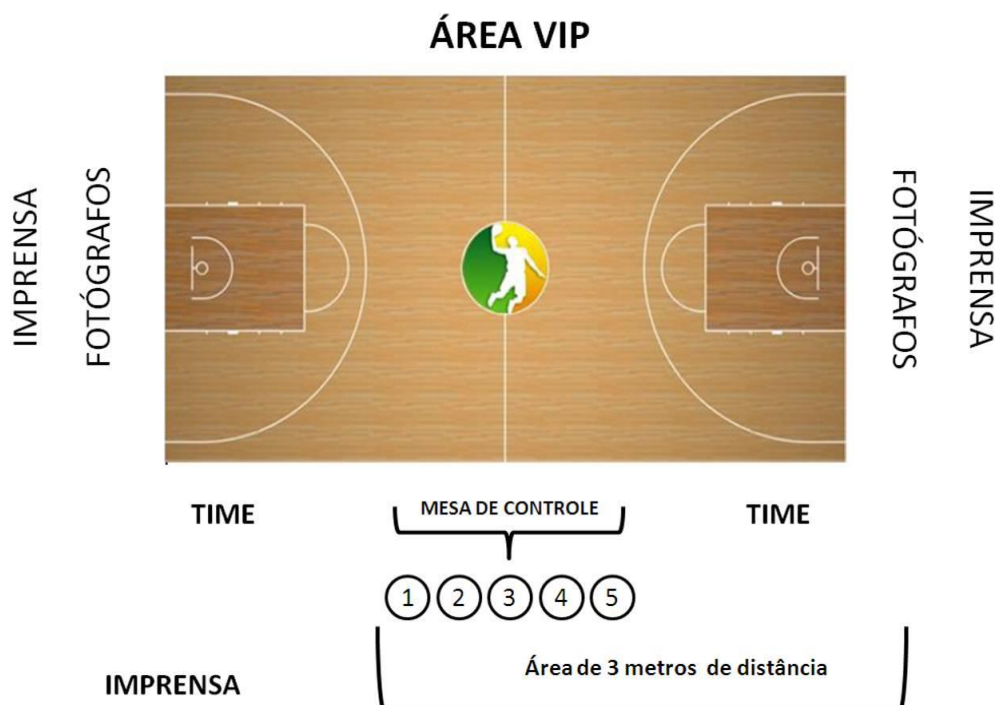 ÁREA VIP
IMPRENSA
FOTÓGRAFOS
FOTÓGRAFOS
IMPRENSA
TIME
MESA DE CONTROLE
TIME
1 2 3 4 5
Área de 3 metros de distância
IMPRENSA